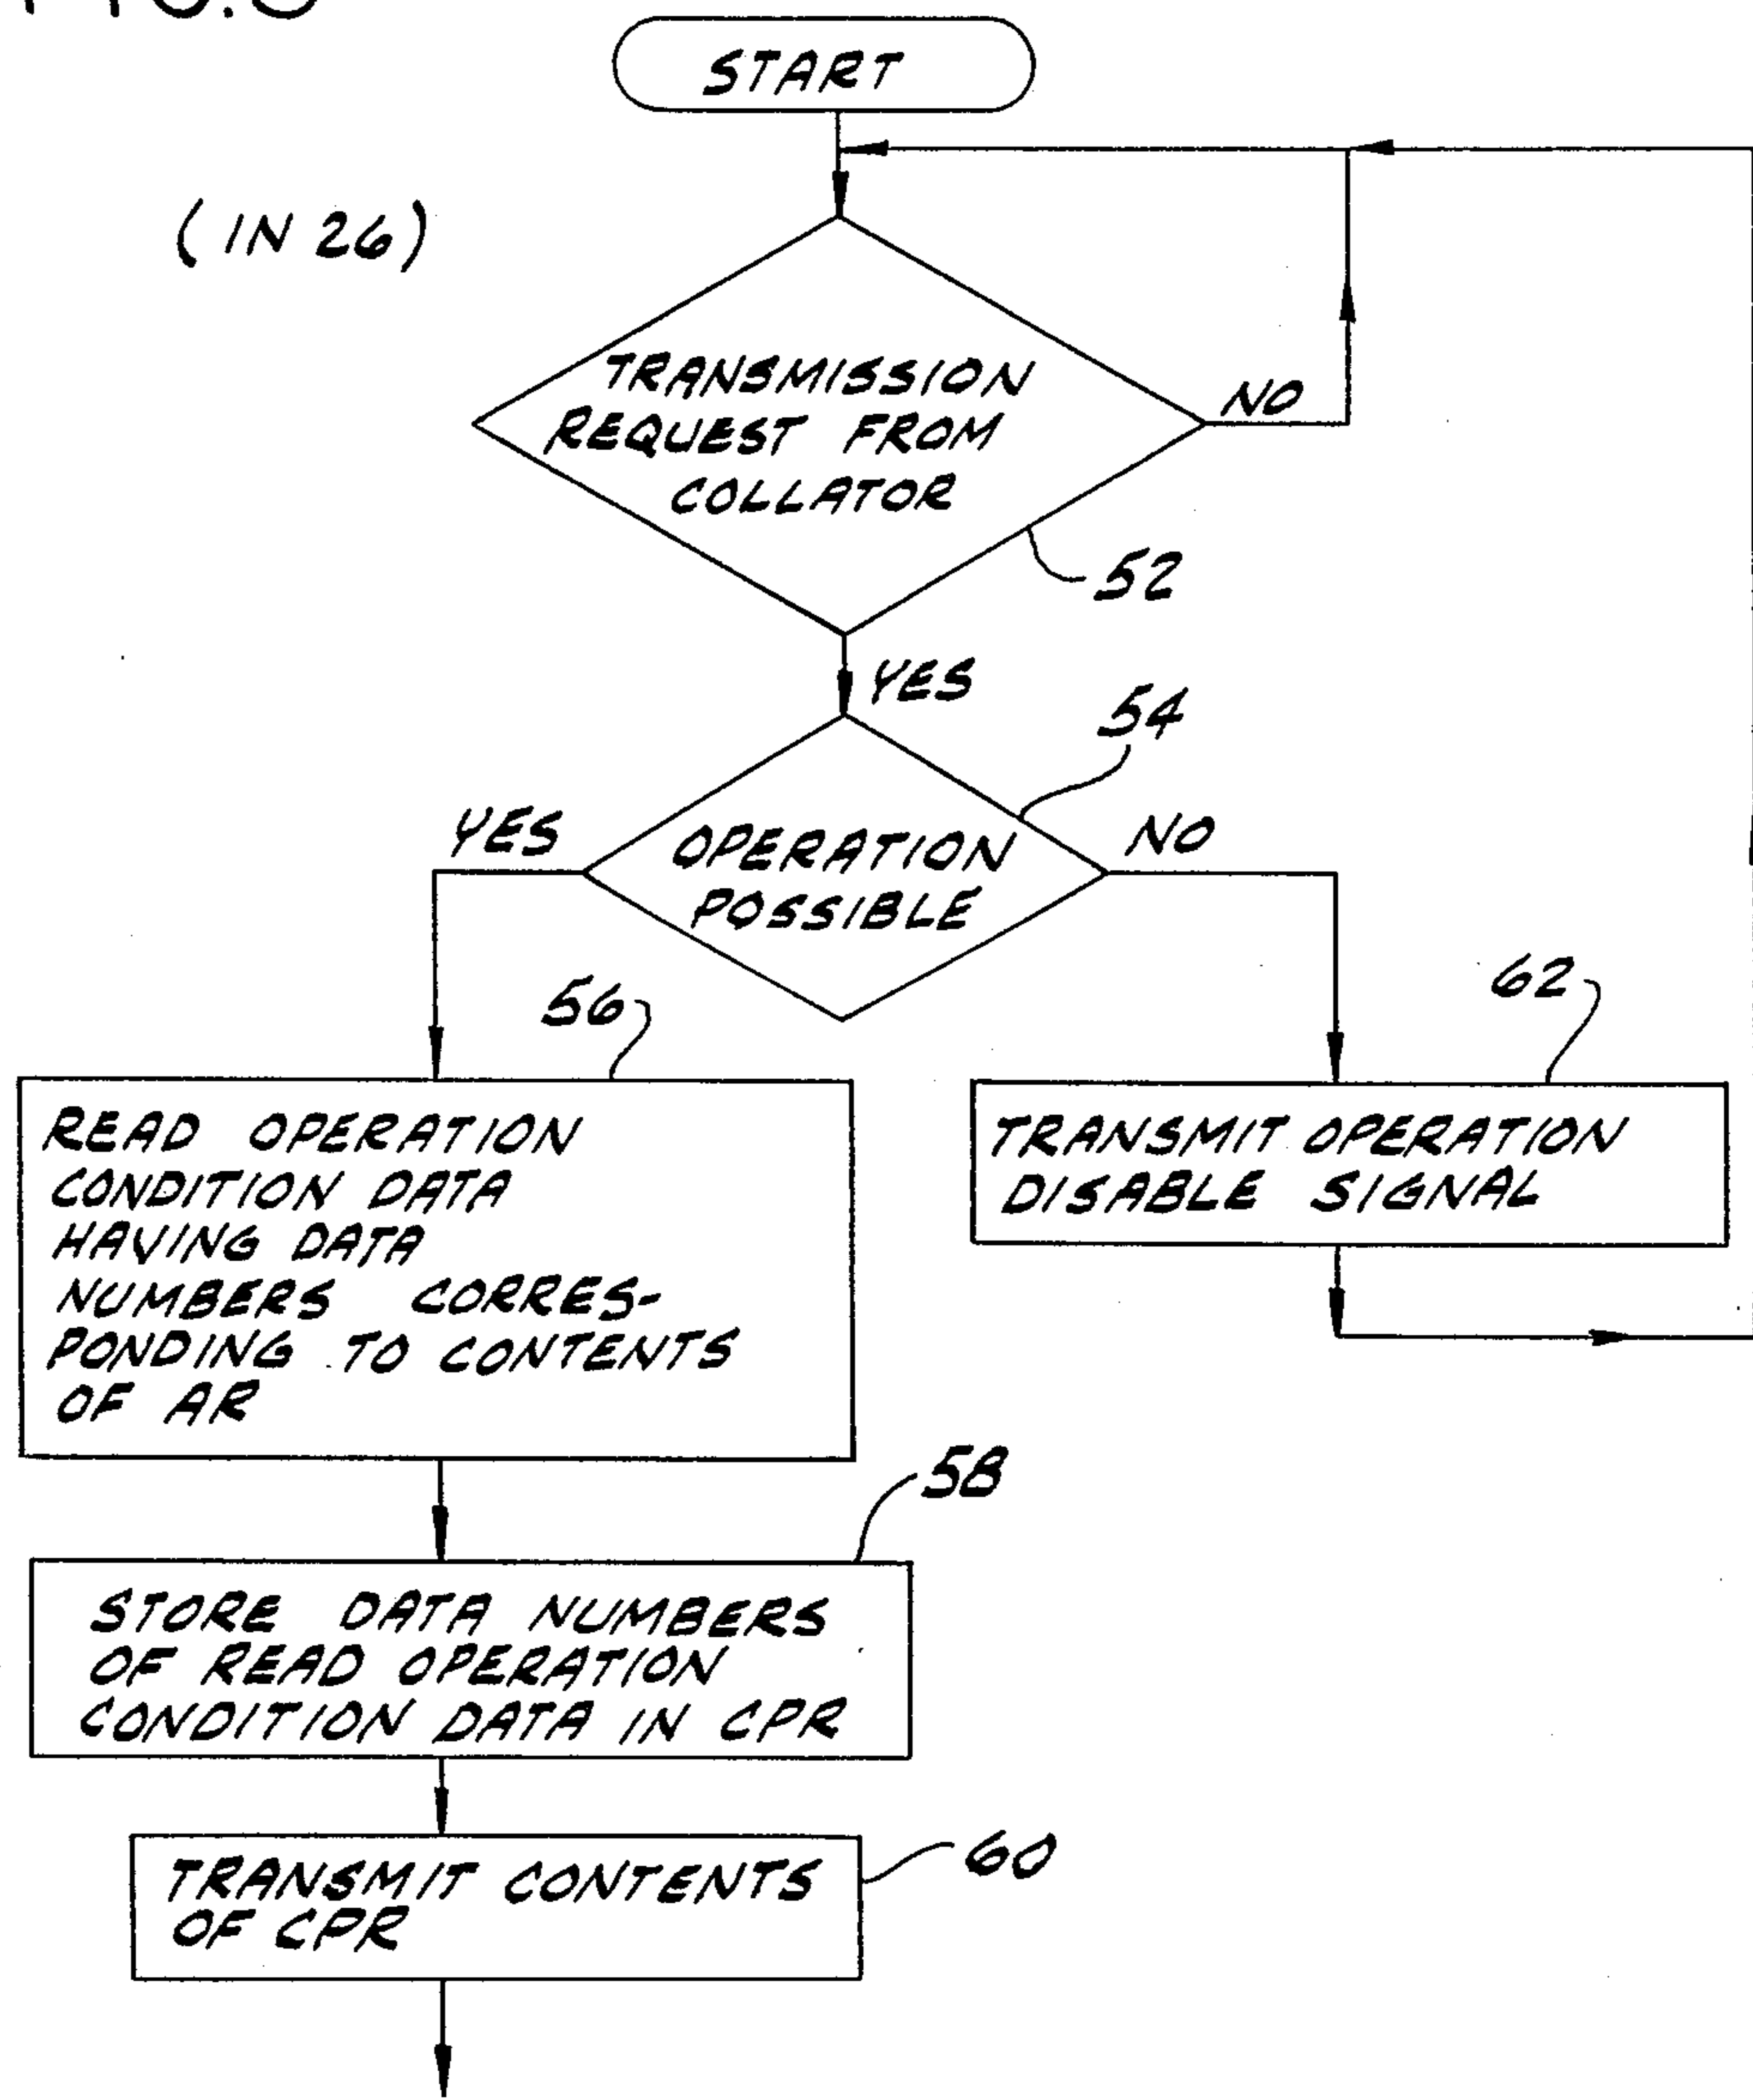 START
(IN 26)
TRANSMISSION
REQUEST FROM
COLLATOR
NO
52
YES
54
YES
OPERATION
POSSIBLE
NO
56
62
READ OPERATION
CONDITION DATA
HAVING DATA
NUMBERS CORRES-
PONDING TO CONTENTS
OF AR
TRANSMIT OPERATION
DISABLE SIGNAL
58
STORE DATA NUMBERS
OF READ OPERATION
CONDITION DATA IN CPR
60
TRANSMIT CONTENTS
OF CPR